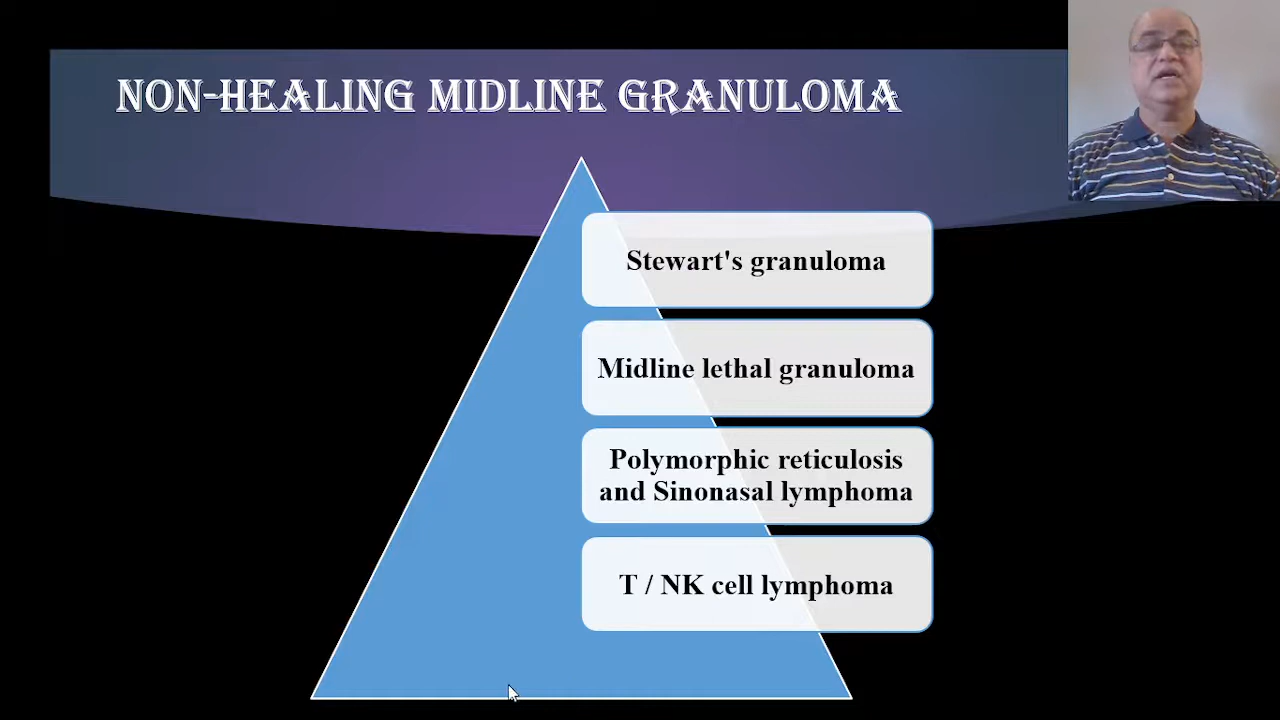 NON-HEALING MIDLINE GRANULOMA
Stewart's granuloma
Midline lethal granuloma
Polymorphic reticulosis
and Sinonasal lymphoma
T / NK cell lymphoma